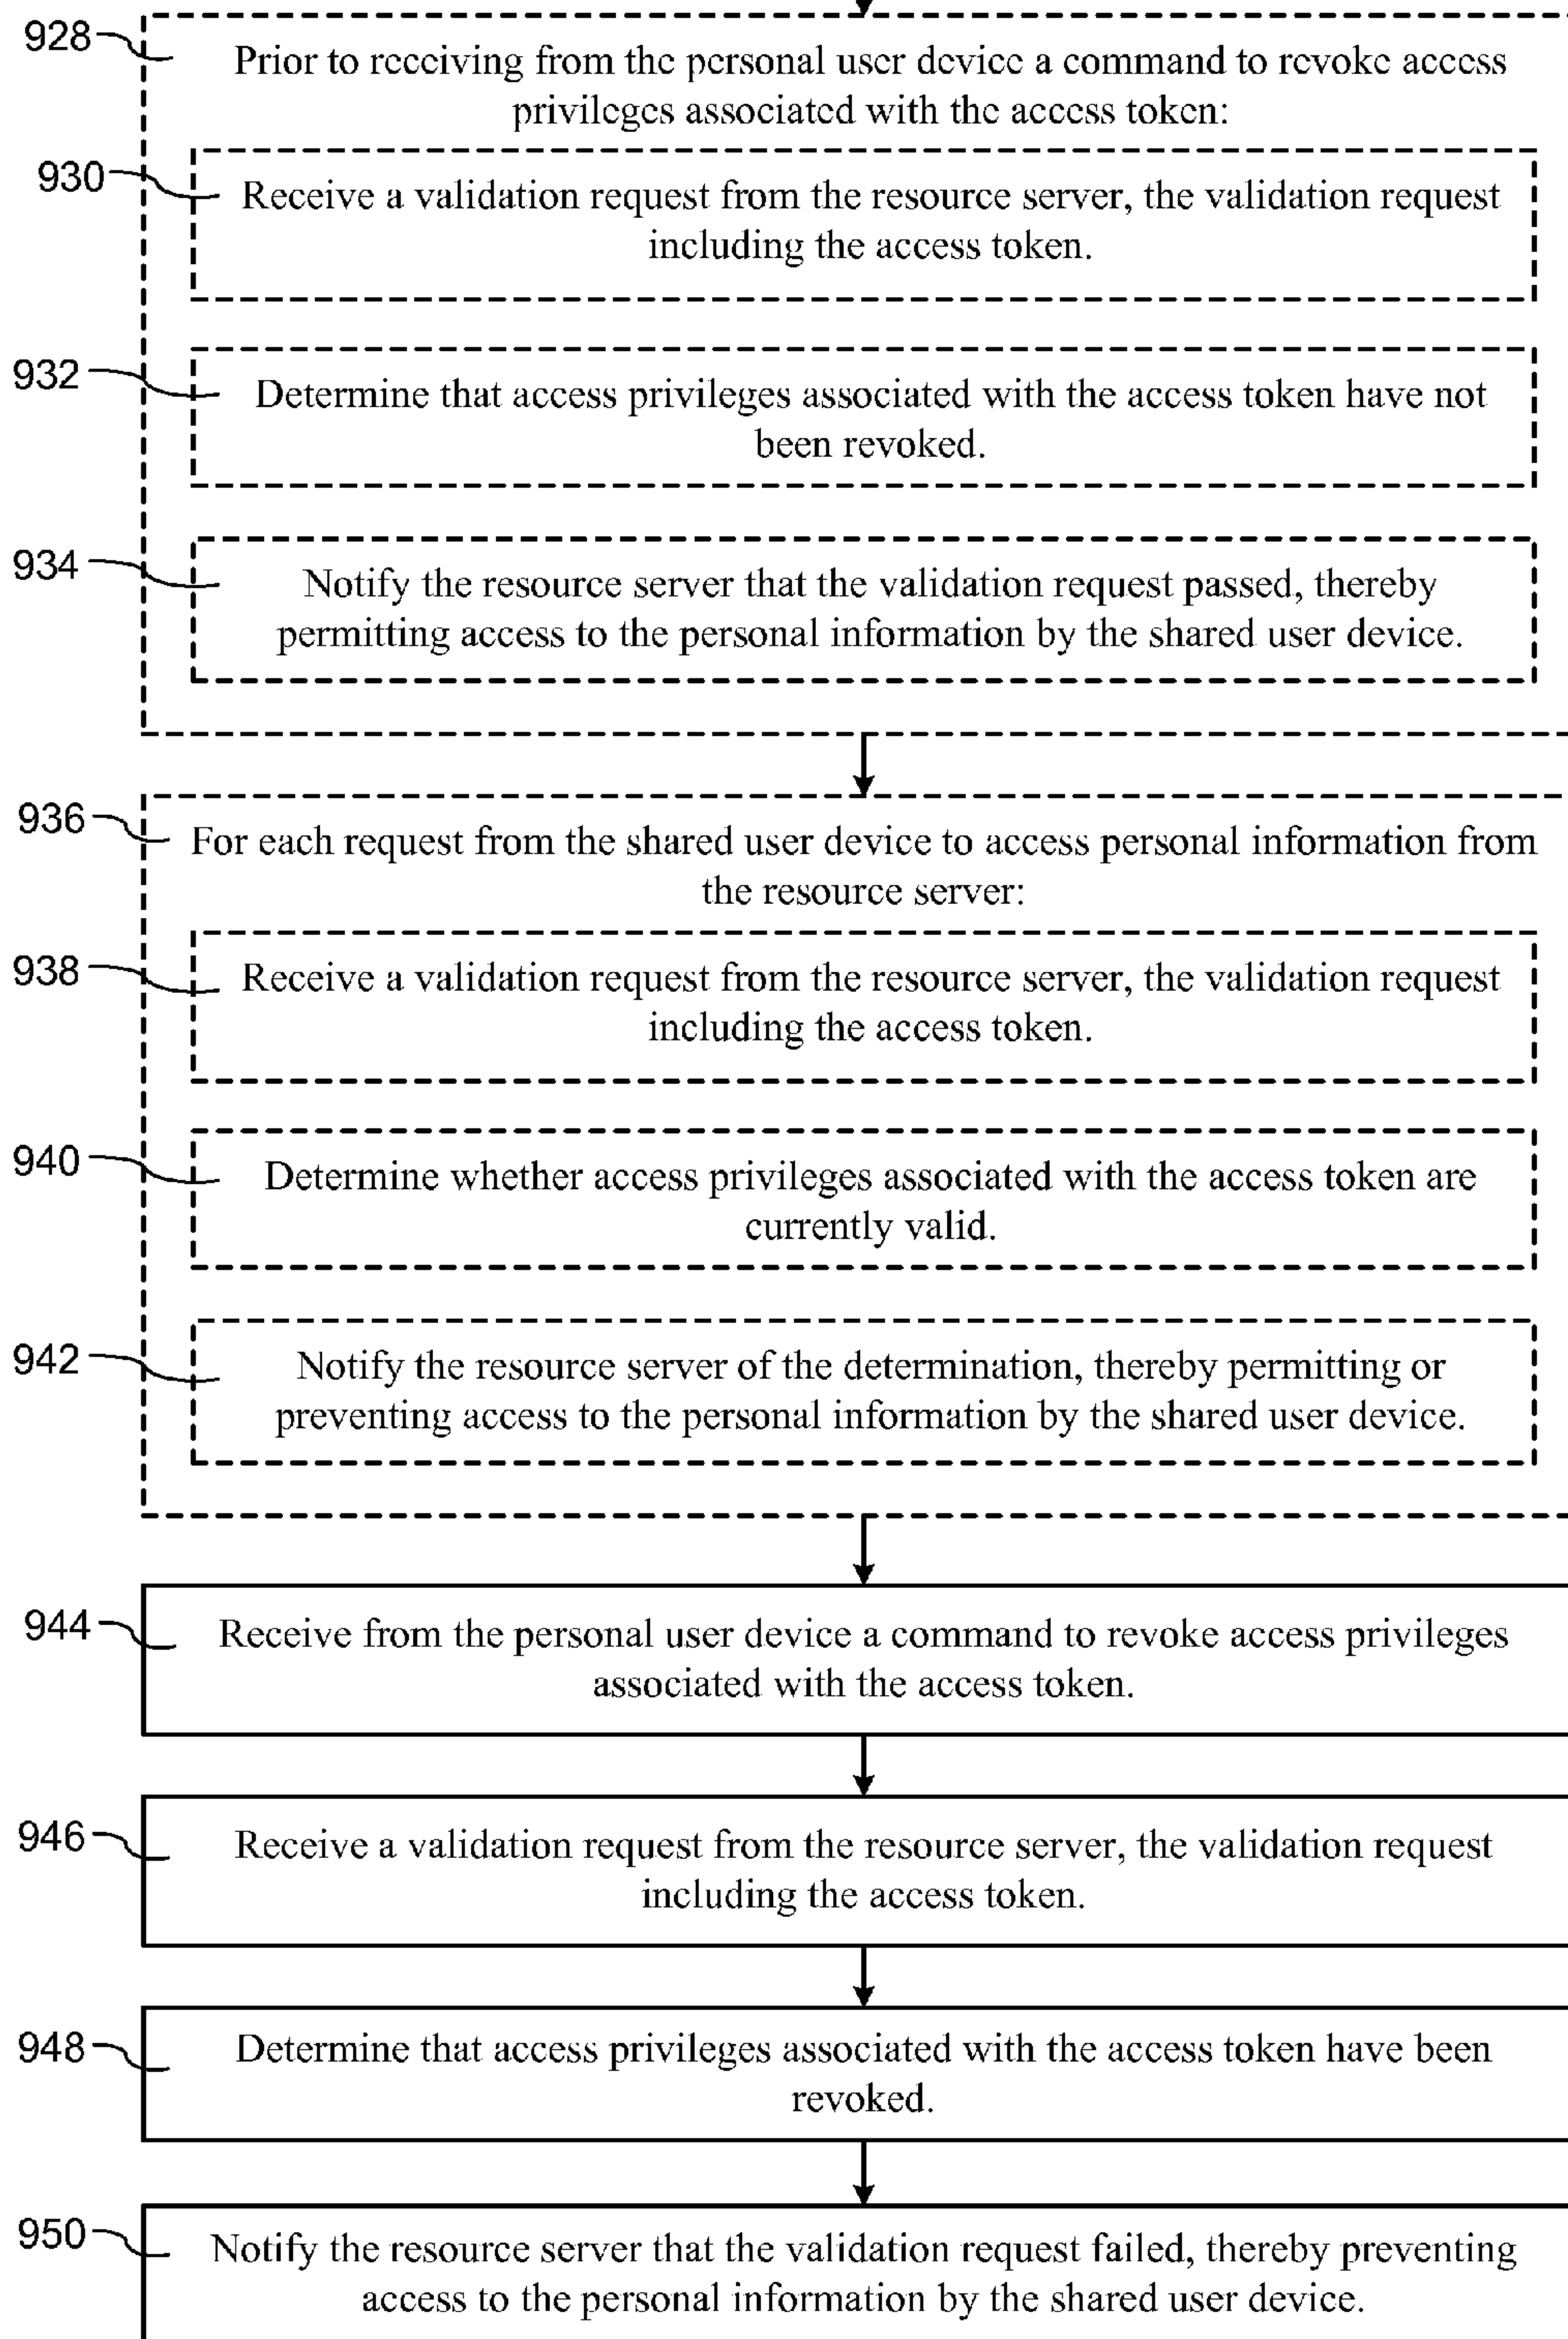 928
Prior to receiving from the personal user device a command to revoke access
privileges associated with the access token:
930
Receive a validation request from the resource server, the validation request
including the access token.
932
Determine that access privileges associated with the access token have not
been revoked.
934
Notify the resource server that the validation request passed, thereby
permitting access to the personal information by the shared user device.
936
For each request from the shared user device to access personal information from
the resource server:
938
Receive a validation request from the resource server, the validation request
including the access token.
940
Determine whether access privileges associated with the access token are
currently valid.
942
Notify the resource server of the determination, thereby permitting or
preventing access to the personal information by the shared user device.
944
Receive from the personal user device a command to revoke access privileges
associated with the access token.
946
Receive a validation request from the resource server, the validation request
including the access token.
948
Determine that access privileges associated with the access token have been
revoked.
950
Notify the resource server that the validation request failed, thereby preventing
access to the personal information by the shared user device.